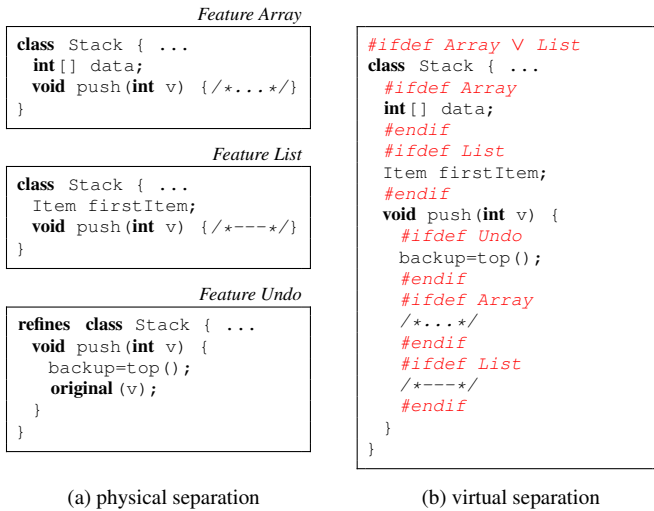 Feature Array
class Stack { ...
int[] data;
void push(int v) {/*...*/}
}
Feature List
class Stack { ...
Item firstItem;
void push(int v) {/*---*/}
}
Feature Undo
refines class Stack { ...
void push(int v) {
backup=top();
original(v);
}
}
(a) physical separation
#ifdef Array ∨ List
class Stack { ...
#ifdef Array
int[] data;
#endif
#ifdef List
Item firstItem;
#endif
void push(int v) {
#ifdef Undo
backup=top();
#endif
#ifdef Array
/*...*/
#endif
#ifdef List
/*---*/
#endif
}
}
(b) virtual separation